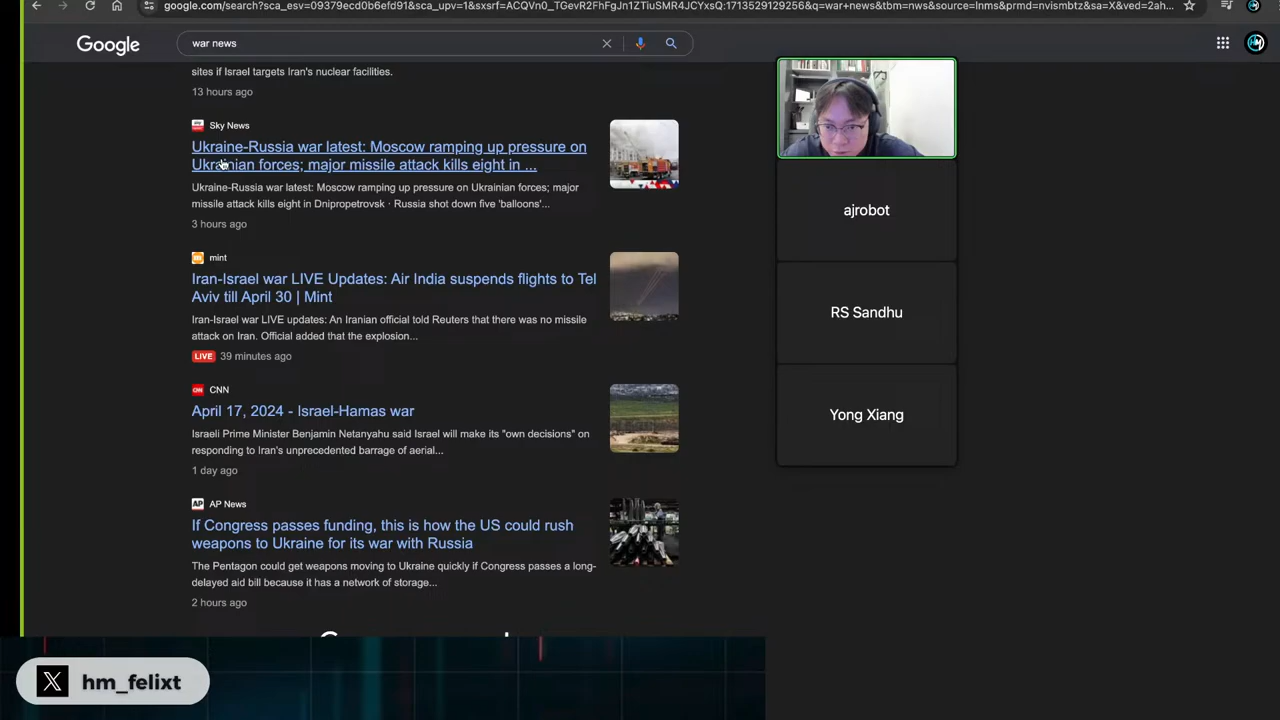 google.com/search?sca_esv=09379ecd0b6efd91&sca_upv=1&sxsrf=ACQVn0_TGevR2FhFgJn1ZTiuSMR4JCYxsQ:1713529129256&q=war+news&tbm=nws&source=lnms&prmd=nvismbtz&sa=X&ved=2ah...
Google
war news
sites if Israel targets Iran's nuclear facilities.
13 hours ago
Sky News
Ukraine-Russia war latest: Moscow ramping up pressure on
Ukrainian forces; major missile attack kills eight in ...
Ukraine-Russia war latest: Moscow ramping up pressure on Ukrainian forces; major
missile attack kills eight in Dnipropetrovsk · Russia shot down five 'balloons'...
3 hours ago
mint
Iran-Israel war LIVE Updates: Air India suspends flights to Tel
Aviv till April 30 | Mint
Iran-Israel war LIVE updates: An Iranian official told Reuters that there was no missile
attack on Iran. Official added that the explosion...
LIVE 39 minutes ago
CNN
April 17, 2024 - Israel-Hamas war
Israeli Prime Minister Benjamin Netanyahu said Israel will make its "own decisions" on
responding to Iran's unprecedented barrage of aerial...
1 day ago
AP AP News
If Congress passes funding, this is how the US could rush
weapons to Ukraine for its war with Russia
The Pentagon could get weapons moving to Ukraine quickly if Congress passes a long-
delayed aid bill because it has a network of storage...
2 hours ago
ajrobot
RS Sandhu
Yong Xiang
hm_felixt